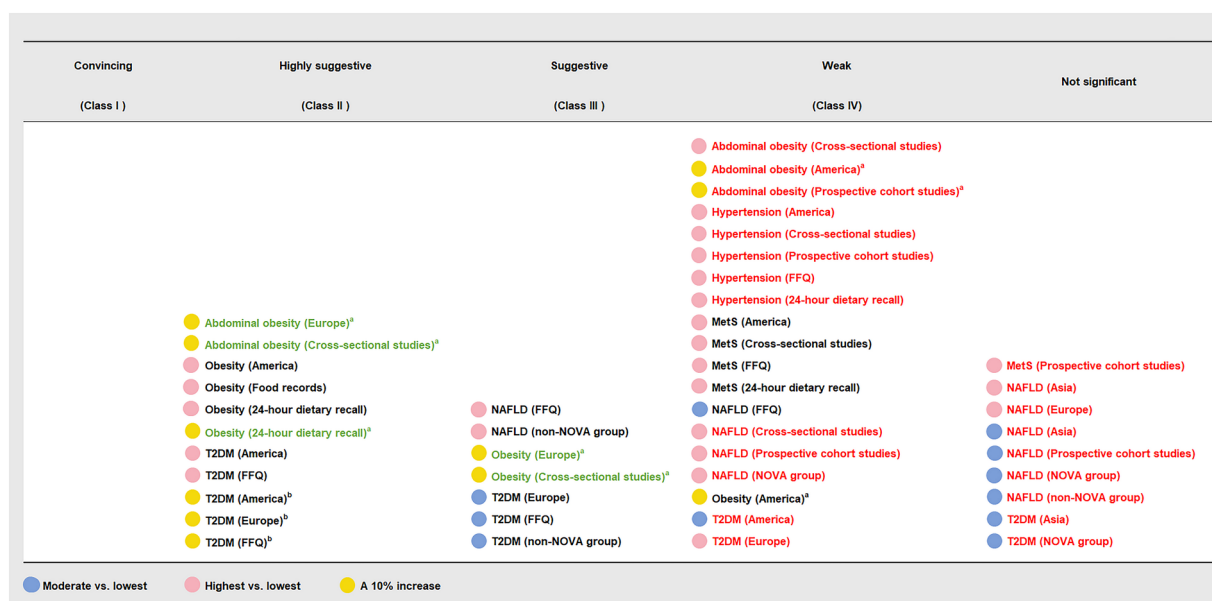 Convincing
(Class I )
Highly suggestive
(Class II )
Suggestive
(Class III )
Weak
(Class IV)
Not significant
Abdominal obesity (Europe)ᵃ
Abdominal obesity (Cross-sectional studies)ᵃ
Obesity (America)
Obesity (Food records)
Obesity (24-hour dietary recall)
Obesity (24-hour dietary recall)ᵃ
T2DM (America)
T2DM (FFQ)
T2DM (America)ᵇ
T2DM (Europe)ᵇ
T2DM (FFQ)ᵇ
NAFLD (FFQ)
NAFLD (non-NOVA group)
Obesity (Europe)ᵃ
Obesity (Cross-sectional studies)ᵃ
T2DM (Europe)
T2DM (FFQ)
T2DM (non-NOVA group)
Abdominal obesity (Cross-sectional studies)
Abdominal obesity (America)ᵃ
Abdominal obesity (Prospective cohort studies)ᵃ
Hypertension (America)
Hypertension (Cross-sectional studies)
Hypertension (Prospective cohort studies)
Hypertension (FFQ)
Hypertension (24-hour dietary recall)
MetS (America)
MetS (Cross-sectional studies)
MetS (FFQ)
MetS (24-hour dietary recall)
NAFLD (FFQ)
NAFLD (Cross-sectional studies)
NAFLD (Prospective cohort studies)
NAFLD (NOVA group)
Obesity (America)ᵃ
T2DM (America)
T2DM (Europe)
MetS (Prospective cohort studies)
NAFLD (Asia)
NAFLD (Europe)
NAFLD (Asia)
NAFLD (Prospective cohort studies)
NAFLD (NOVA group)
NAFLD (non-NOVA group)
T2DM (Asia)
T2DM (NOVA group)
Moderate vs. lowest
Highest vs. lowest
A 10% increase